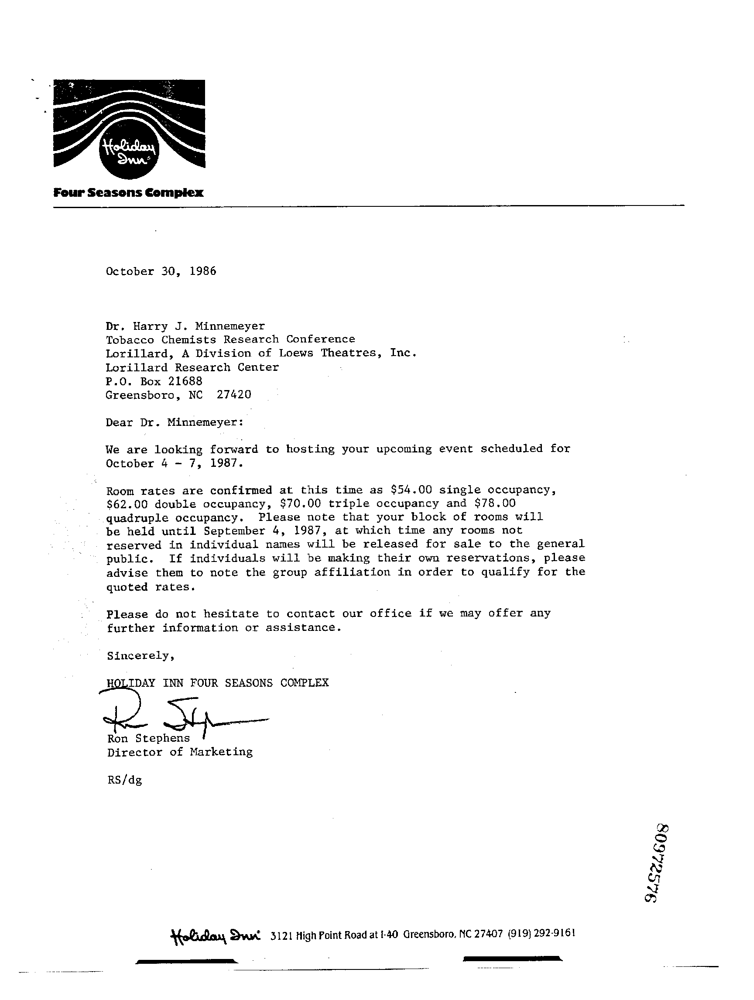 Holiday
Inn®
Four Seasons Complex
October 30, 1986
Dr. Harry J. Minnemeyer
Tobacco Chemists Research Conference
Lorillard, A Division of Loews Theatres, Inc.
Lorillard Research Center
P.O. Box 21688
Greensboro, NC 27420
Dear Dr. Minnemeyer:
We are looking forward to hosting your upcoming event scheduled for
October 4 - 7, 1987.
Room rates are confirmed at this time as $54.00 single occupancy,
$62.00 double occupancy, $70.00 triple occupancy and $78.00
quadruple occupancy. Please note that your block of rooms will
be held until September 4, 1987, at which time any rooms not
reserved in individual names will be released for sale to the general
public. If individuals will be making their own reservations, please
advise them to note the group affiliation in order to qualify for the
quoted rates.
Please do not hesitate to contact our office if we may offer any
further information or assistance.
Sincerely,
HOLIDAY INN FOUR SEASONS COMPLEX
Ron Stephens
Director of Marketing
RS/dg
80972576
Holiday Inn® 3121 High Point Road at I-40 Greensboro, NC 27407 (919) 292-9161